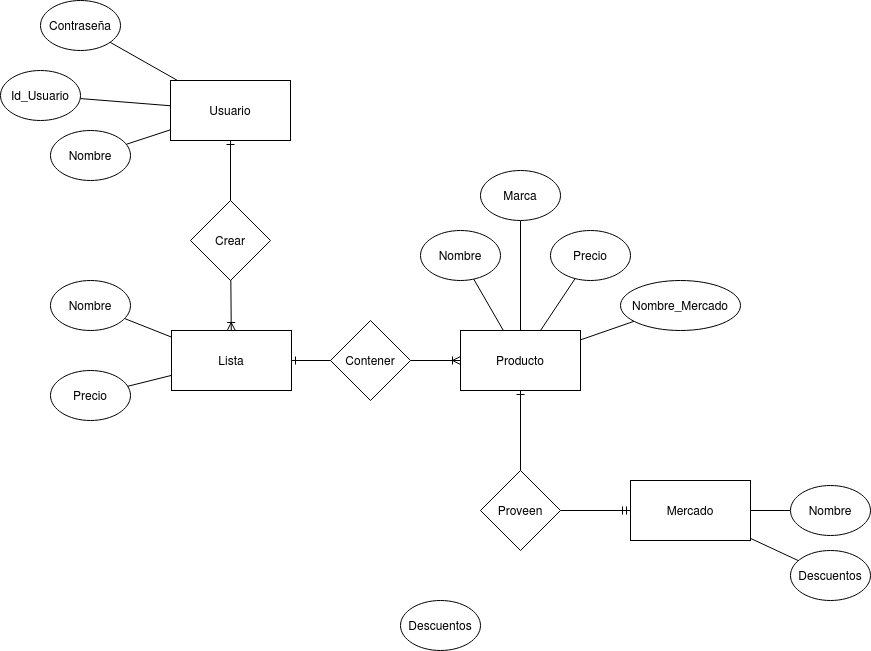 Contraseña
Id_Usuario
Usuario
Nombre
Marca
Crear
Nombre
Precio
Nombre
Nombre_Mercado
Lista
Contener
Producto
Precio
Proveen
Mercado
Nombre
Descuentos
Descuentos